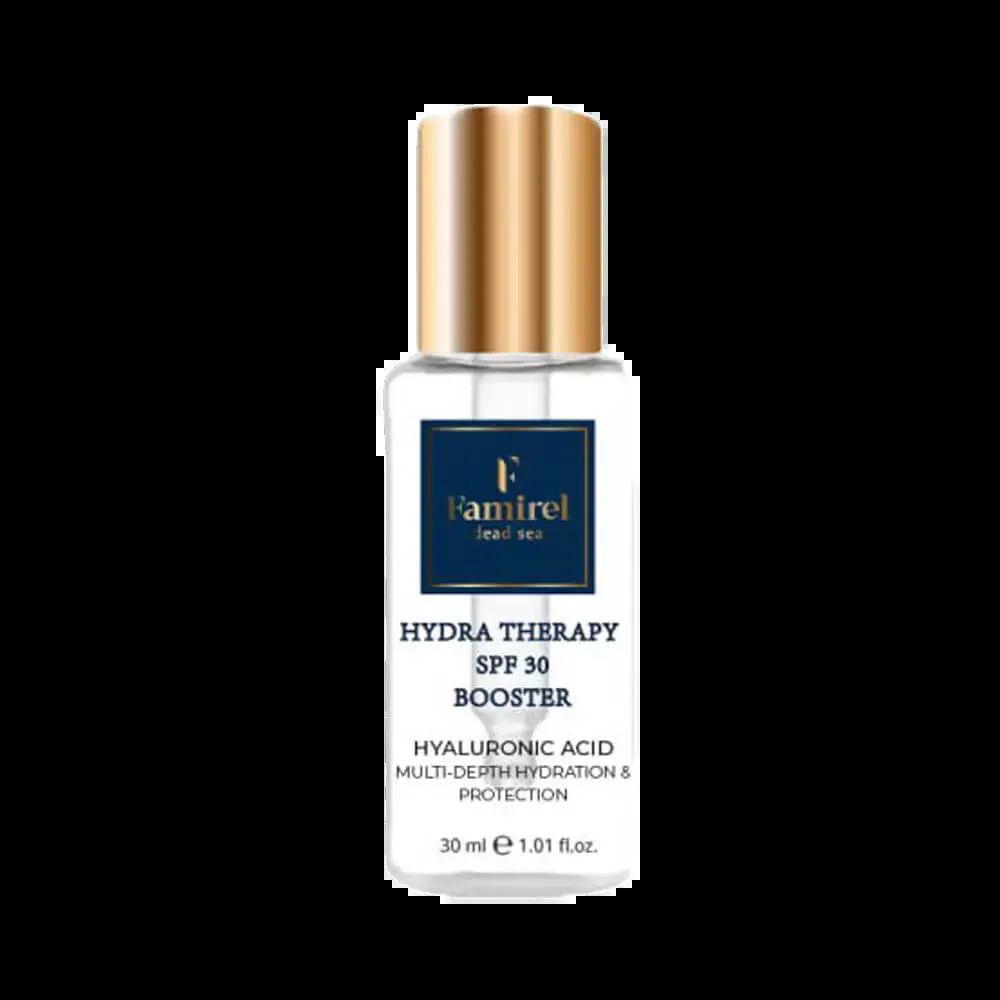 F
Famirel
dead sea
HYDRA THERAPY
SPF 30
BOOSTER
HYALURONIC ACID
MULTI-DEPTH HYDRATION &
PROTECTION
30 ml ℮ 1.01 fl.oz.